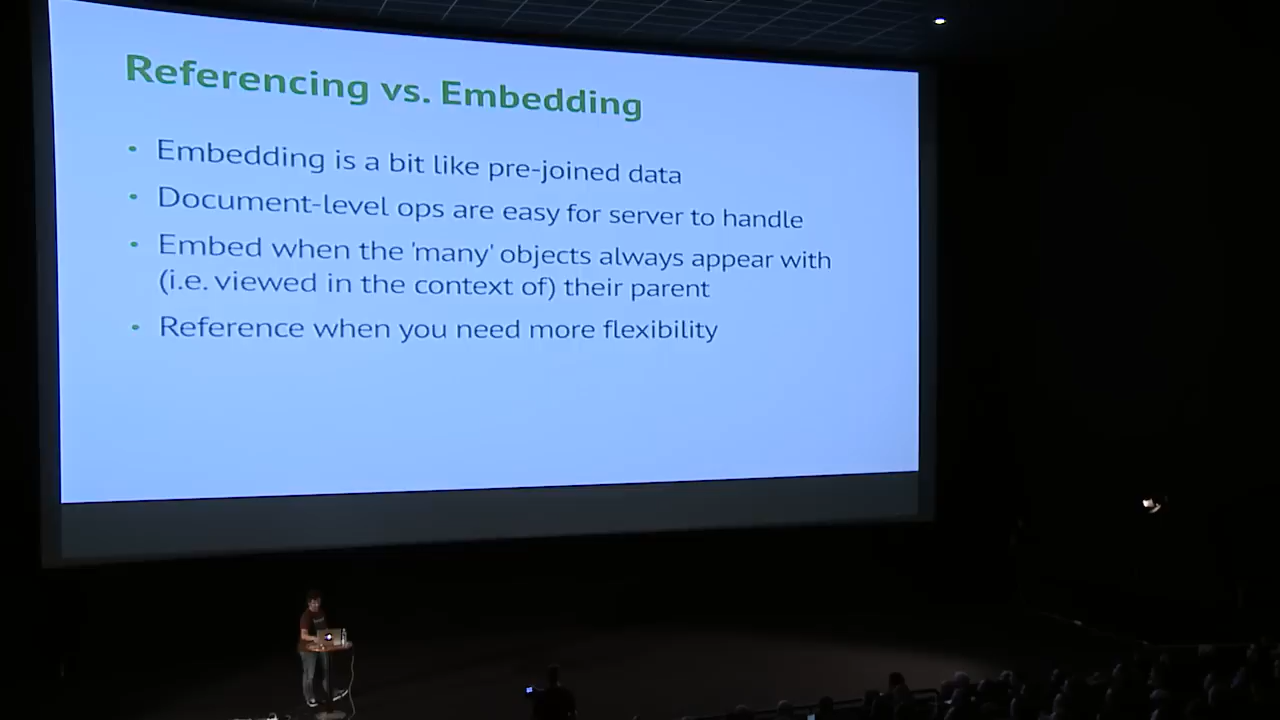 Referencing vs. Embedding
• Embedding is a bit like pre-joined data
• Document-level ops are easy for server to handle
• Embed when the 'many' objects always appear with
(i.e. viewed in the context of) their parent
• Reference when you need more flexibility